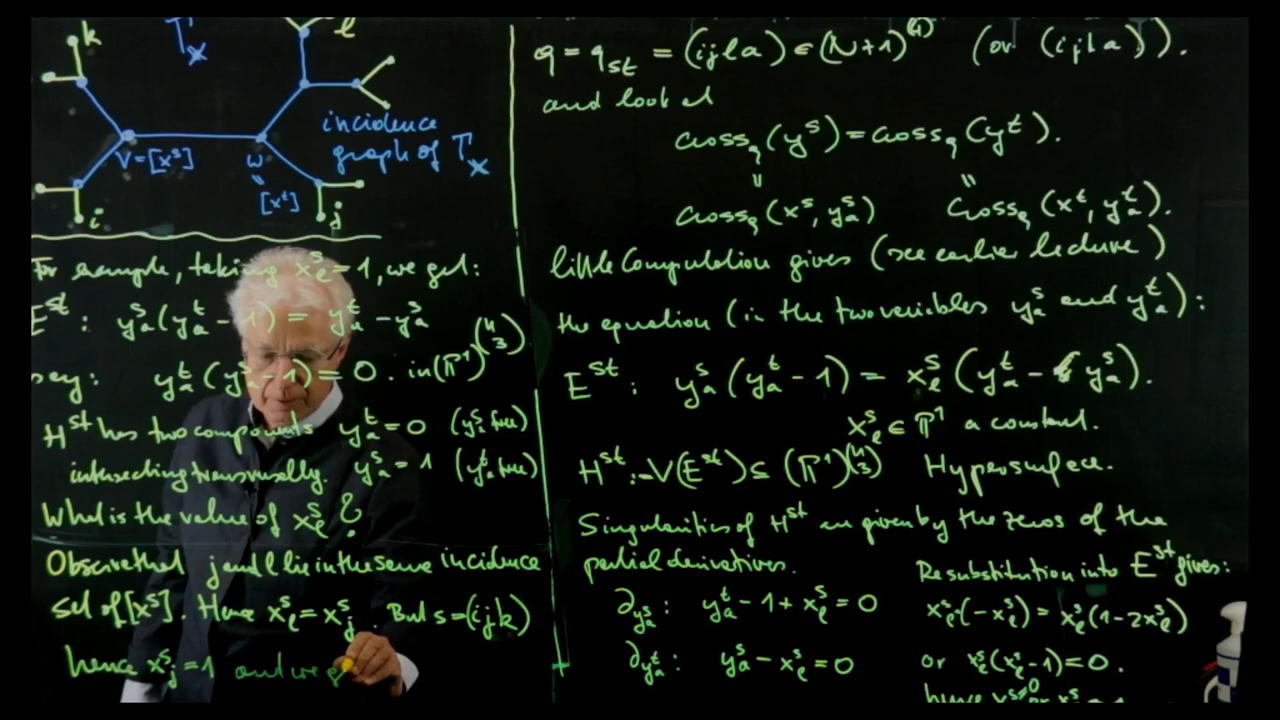 k
T_x
l
incidence
graph of T_x
v=[x^s]
w
"
[x^t]
i
j
For example, taking x^s_l = 1, we get:
E^st : y^s_a (y^t_a - 1) = y^t_a - y^s_a
say: y^t_a (y^s_a - 1) = 0. in (P^1)^(n 3)
H^st has two components y^t_a = 0 (y^s_a free)
intersecting transversally. y^s_a = 1 (y^t_a free)
What is the value of x^s_l ?
Observe that j and l lie in the same incidence
set of [x^s]. Hence x^s_l = x^s_j. But s=(ijk)
hence x^s_j = 1 and we g
q = q_st = (ijla) ∈ (N+1)^(4) (or (ijla)).
and look at
cross_q (y^s) = cross_q (y^t).
" "
cross_q (x^s, y^s_a) cross_q (x^t, y^t_a).
little Computation gives (see earlier lecture)
the equation (in the two variables y^s_a and y^t_a):
E^st : y^s_a (y^t_a - 1) = x^s_l (y^t_a - y^s_a).
x^s_l ∈ P^1 a constant.
H^st := V(E^st) ⊆ (P^1)^(n 3) Hypersurface.
Singularities of H^st are given by the zeros of the
partial derivatives.
∂_{y^s_a} : y^t_a - 1 + x^s_l = 0
∂_{y^t_a} : y^s_a - x^s_l = 0
Resubstitution into E^st gives:
x^s_l (-x^s_l) = x^s_l (1 - 2x^s_l)
or x^s_l (x^s_l - 1) = 0.
hence